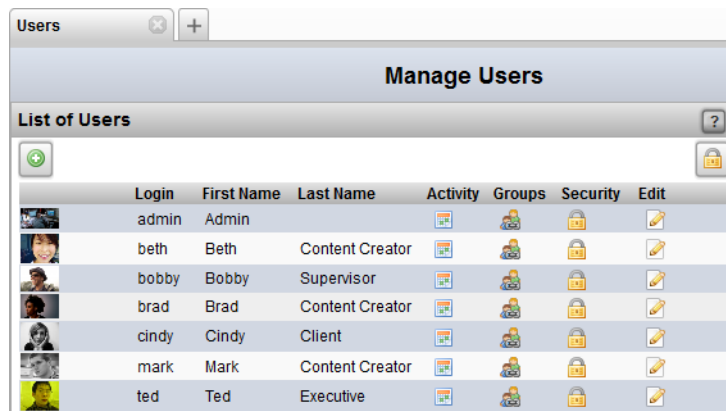 Users
Manage Users
List of Users
?
Login First Name Last Name Activity Groups Security Edit
admin Admin
beth Beth Content Creator
bobby Bobby Supervisor
brad Brad Content Creator
cindy Cindy Client
mark Mark Content Creator
ted Ted Executive